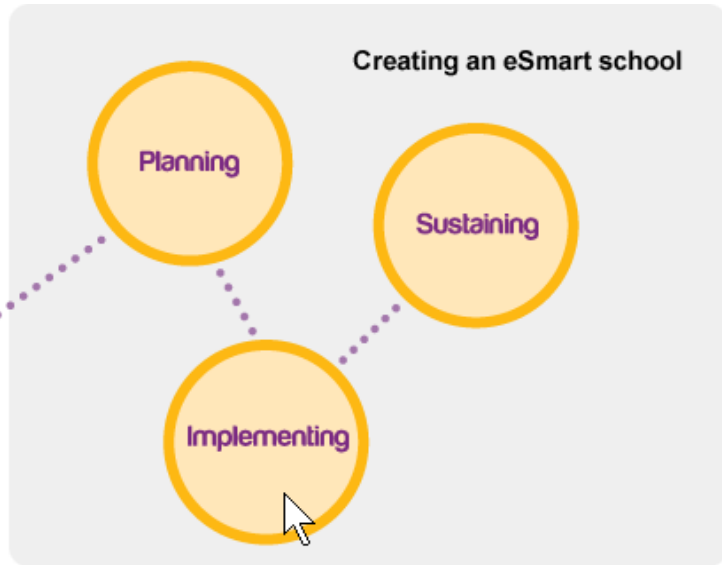 Creating an eSmart school
Planning
Sustaining
Implementing